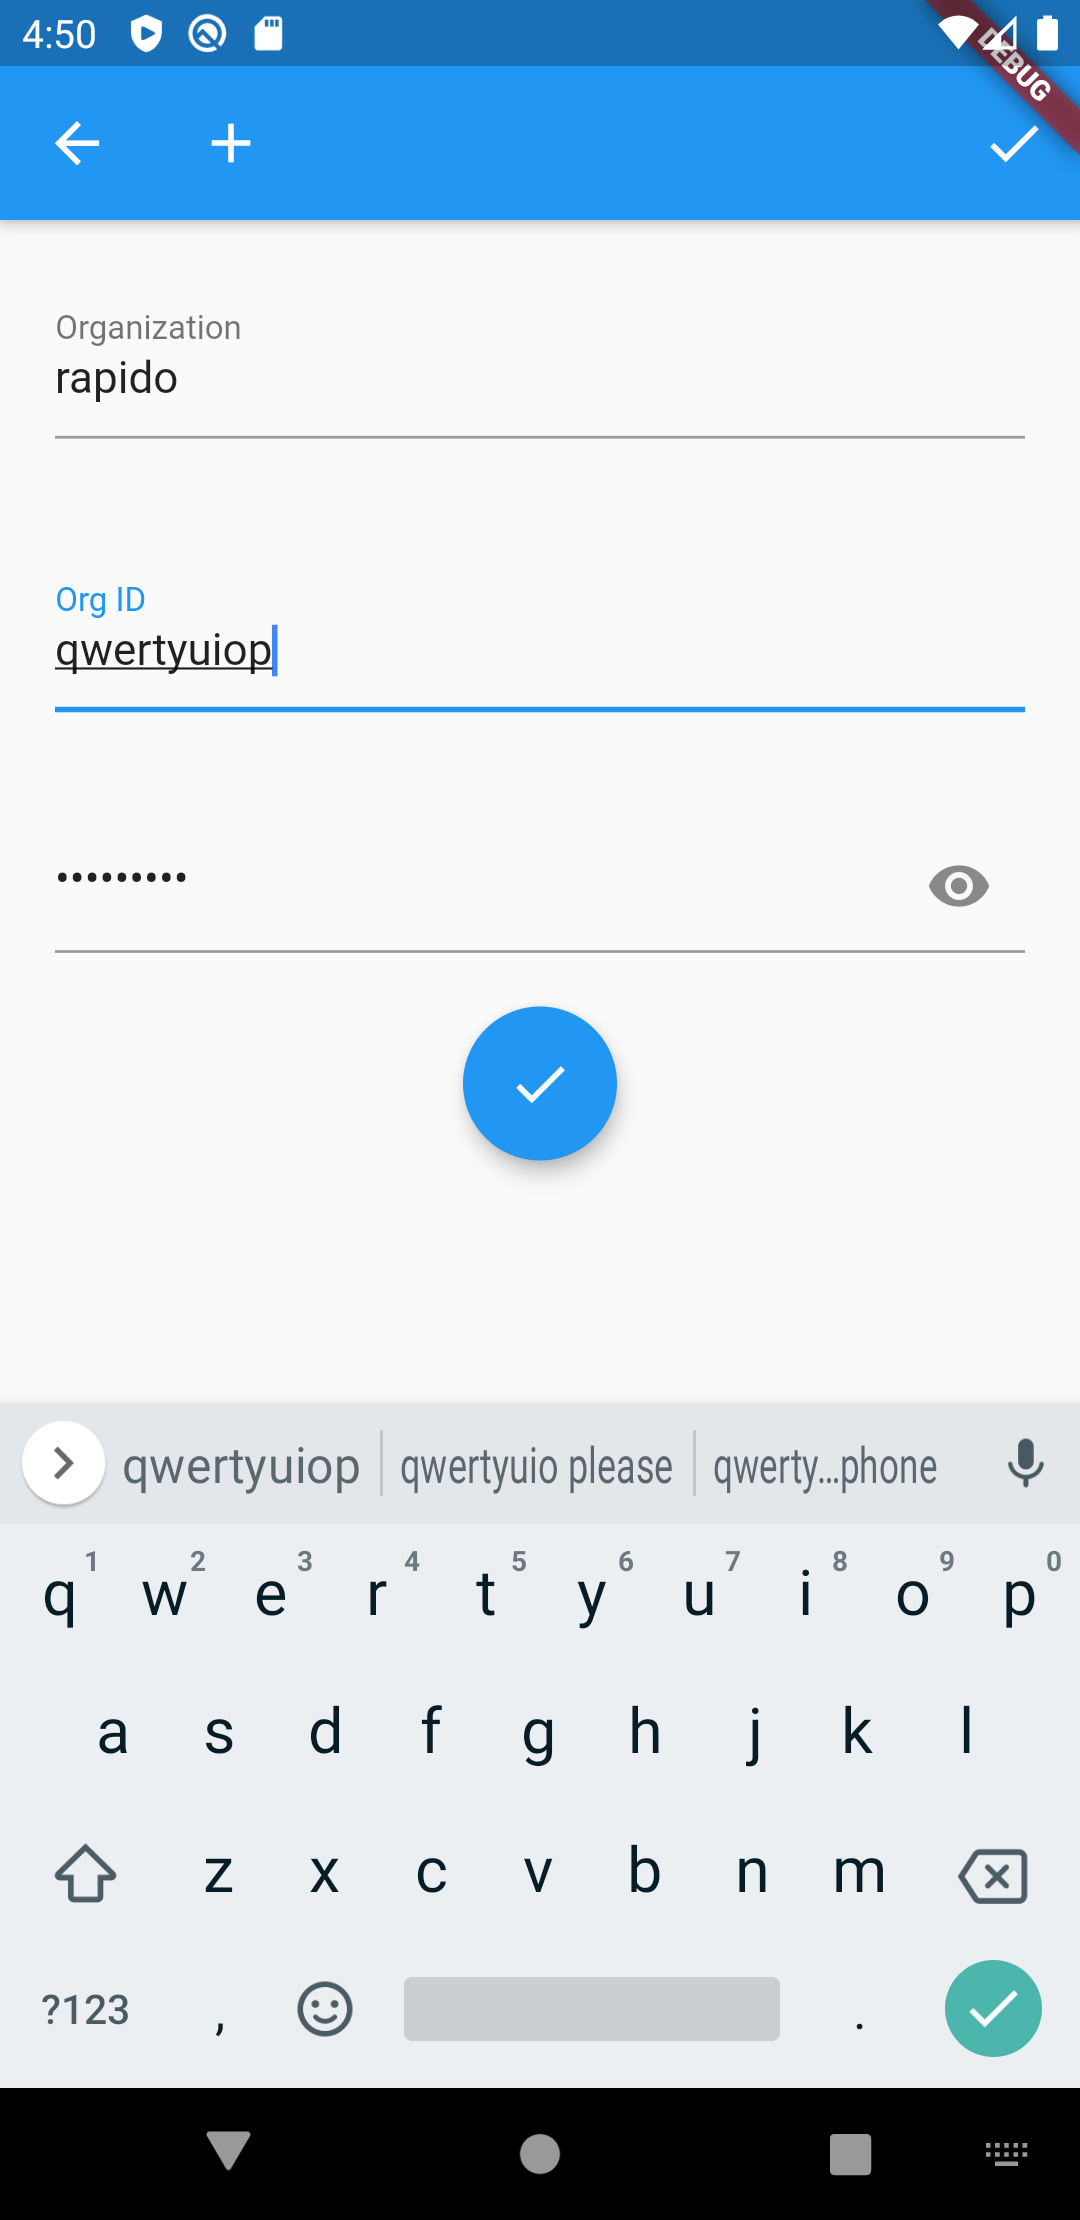 4:50
DEBUG
Organization
rapido
Org ID
qwertyuiop
•••••••••
qwertyuiop qwertyuio please qwerty...phone
1 2 3 4 5 6 7 8 9 0
q w e r t y u i o p
a s d f g h j k l
z x c v b n m
?123 , .